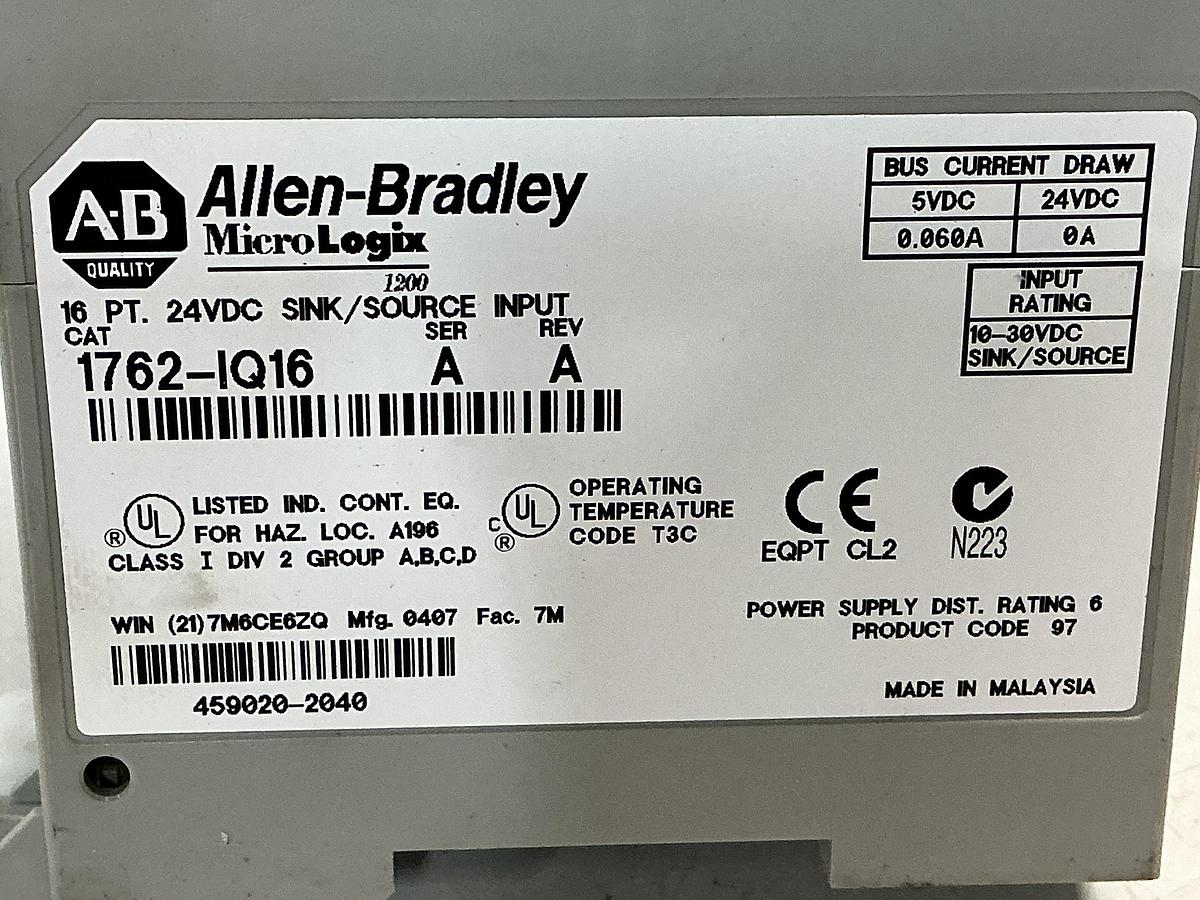 A-B
QUALITY
Allen-Bradley
MicroLogix
1200
16 PT. 24VDC SINK/SOURCE INPUT
CAT SER REV
1762-IQ16 A A
BUS CURRENT DRAW
5VDC 24VDC
0.060A 0A
INPUT
RATING
10-30VDC
SINK/SOURCE
UL ® LISTED IND. CONT. EQ.
FOR HAZ. LOC. A196
CLASS I DIV 2 GROUP A,B,C,D
C UL ® OPERATING
TEMPERATURE
CODE T3C
CE
EQPT CL2
N223
WIN (21)7M6CE6ZQ Mfg. 0407 Fac. 7M
459020-2040
POWER SUPPLY DIST. RATING 6
PRODUCT CODE 97
MADE IN MALAYSIA